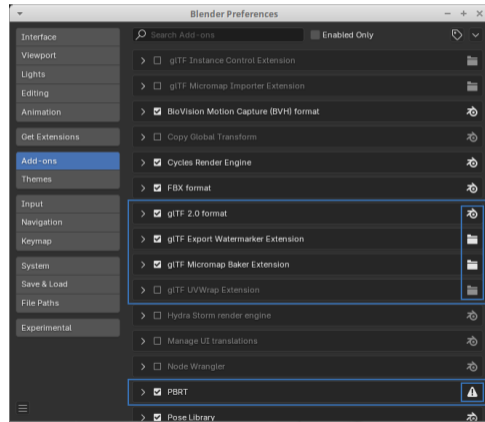 Blender Preferences
Interface
Viewport
Lights
Editing
Animation
Get Extensions
Add-ons
Themes
Input
Navigation
Keymap
System
Save & Load
File Paths
Experimental
Search Add-ons
Enabled Only
glTF Instance Control Extension
glTF Micromap Importer Extension
BioVision Motion Capture (BVH) format
Copy Global Transform
Cycles Render Engine
FBX format
glTF 2.0 format
glTF Export Watermarker Extension
glTF Micromap Baker Extension
glTF UVWrap Extension
Hydra Storm render engine
Manage UI translations
Node Wrangler
PBRT
Pose Library